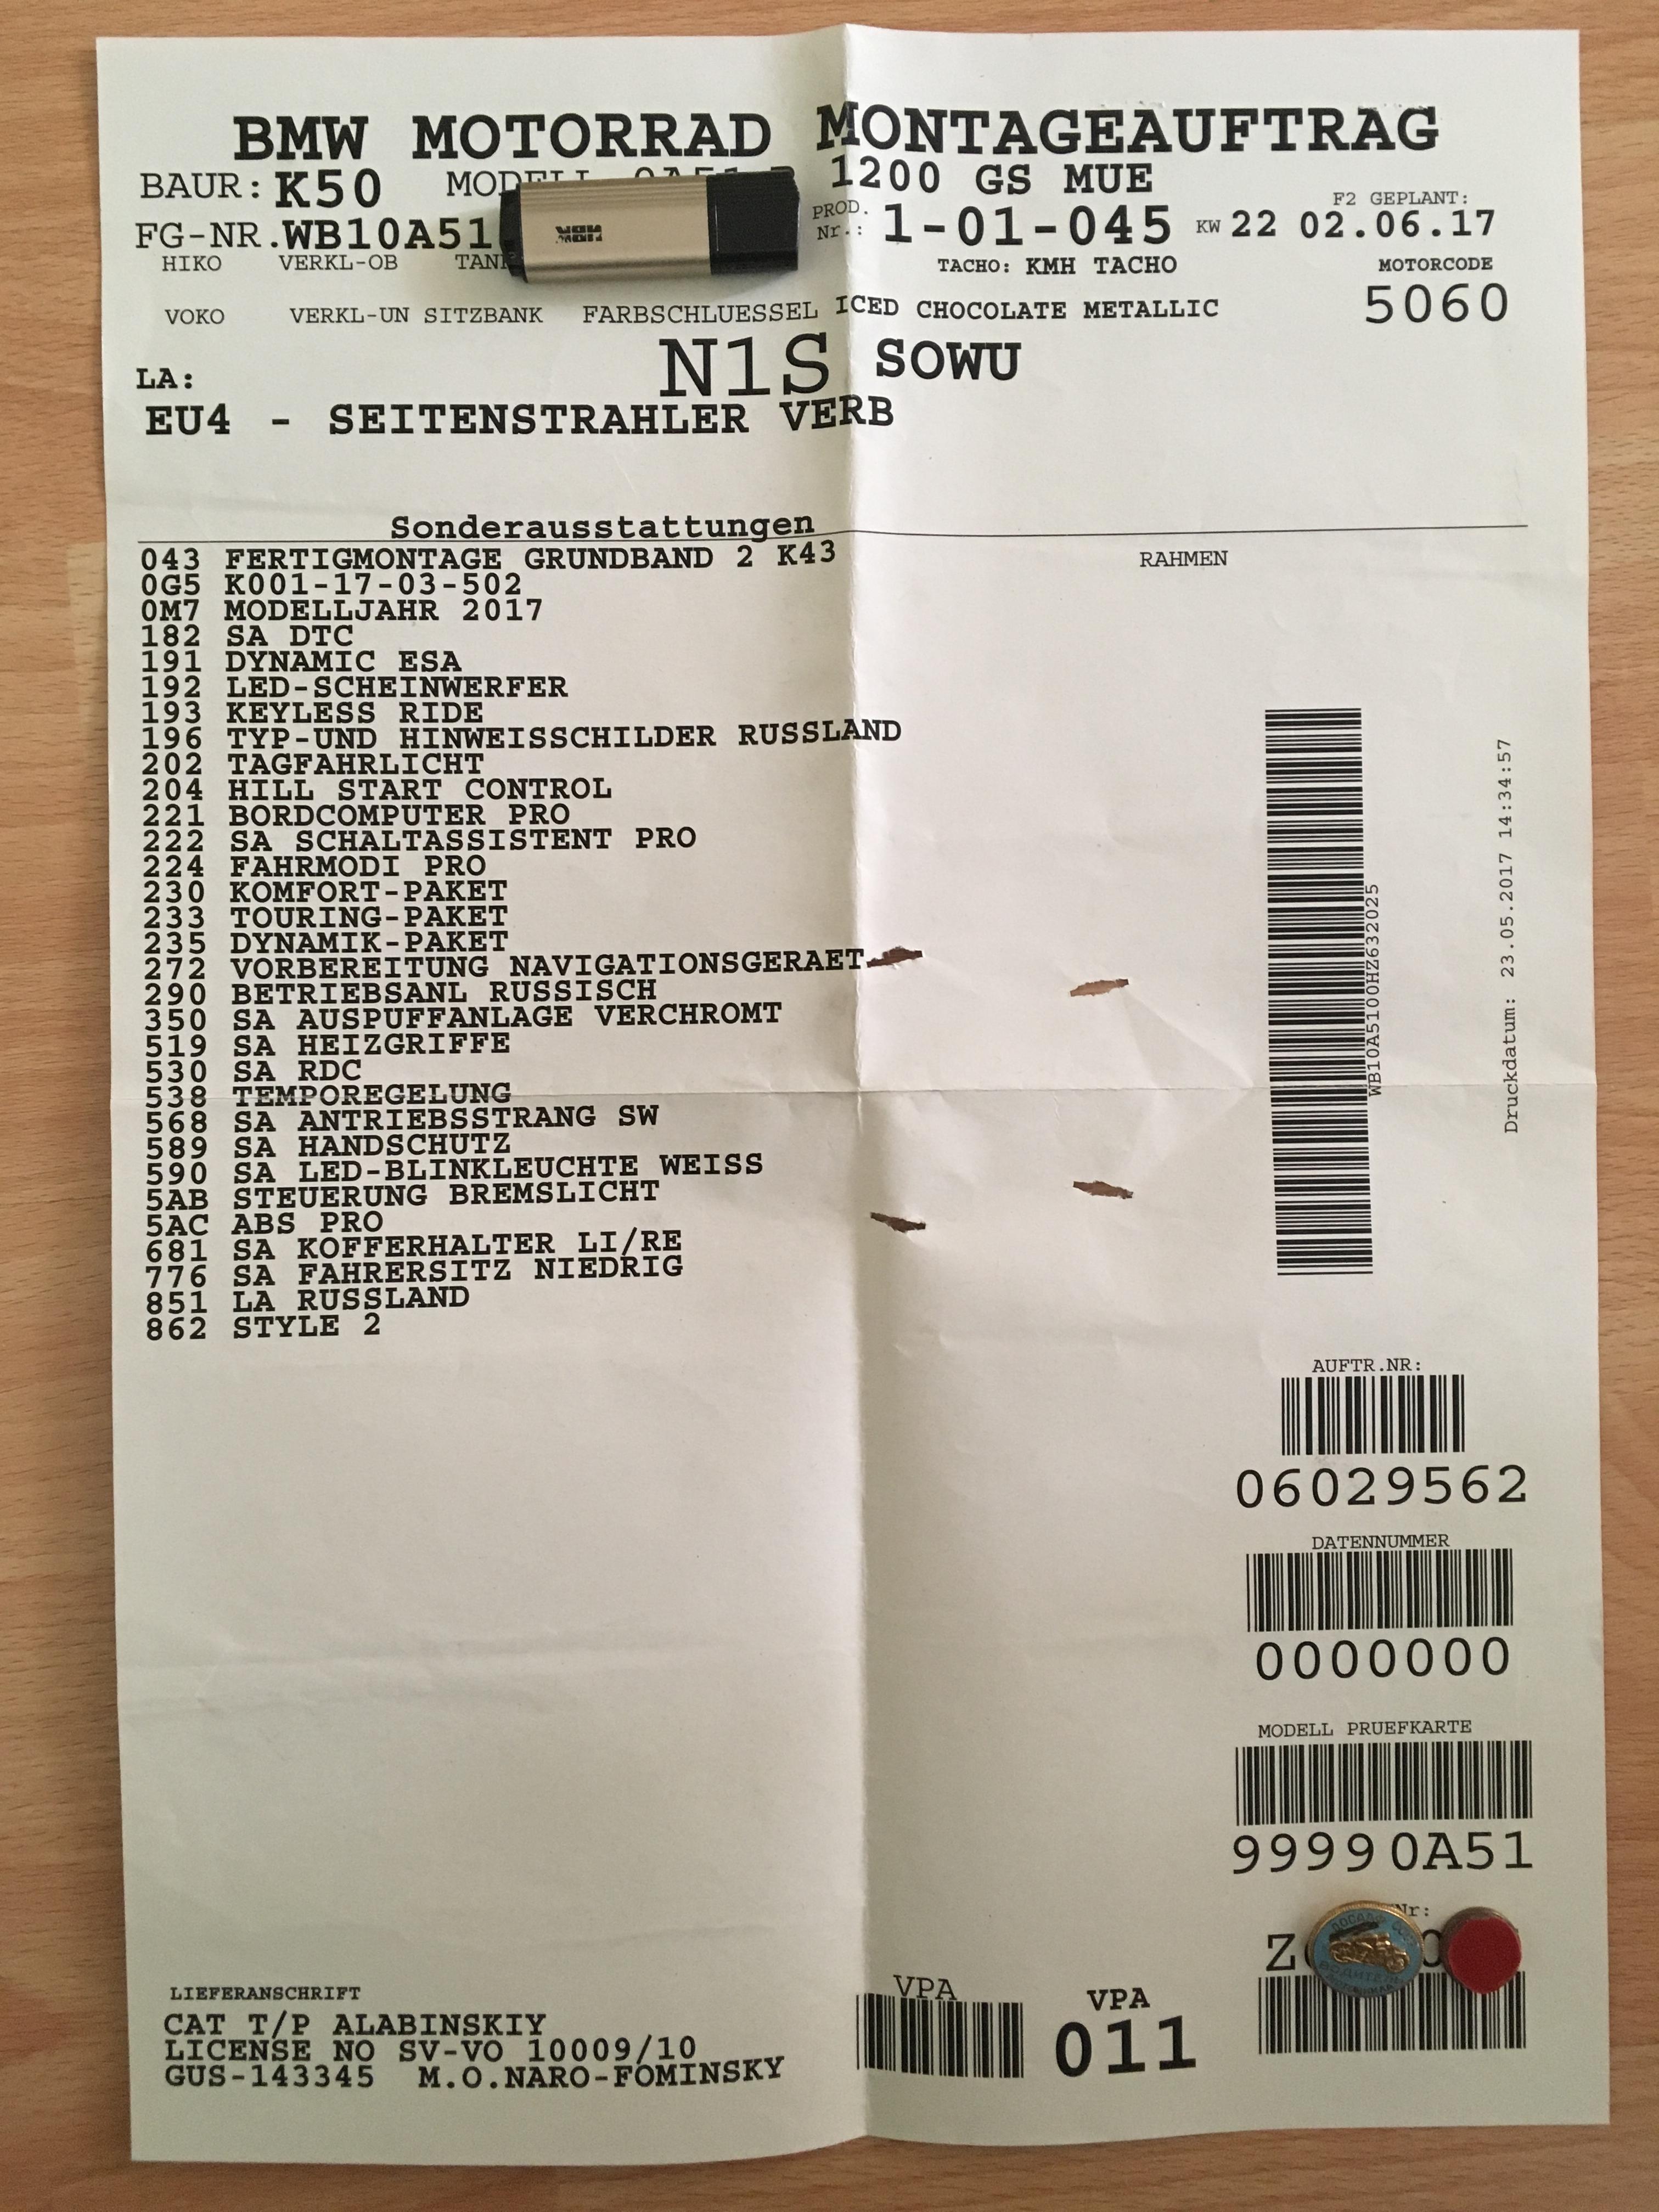 BMW MOTORRAD MONTAGEAUFTRAG
BAUR: K50 MODELL 1200 GS MUE
FG-NR. WB10A51 PROD. Nr.: 1-01-045 KW 22 02.06.17
F2 GEPLANT:
HIKO VERKL-OB TACHO: KMH TACHO MOTORCODE
VOKO VERKL-UN SITZBANK FARBSCHLUESSEL ICED CHOCOLATE METALLIC 5060
LA: N1S SOWU
EU4 - SEITENSTRAHLER VERB
Sonderausstattungen
043 FERTIGMONTAGE GRUNDBAND 2 K43
RAHMEN
0G5 K001-17-03-502
0M7 MODELLJAHR 2017
182 SA DTC
191 DYNAMIC ESA
192 LED-SCHEINWERFER
193 KEYLESS RIDE
196 TYP-UND HINWEISSCHILDER RUSSLAND
202 TAGFAHRLICHT
204 HILL START CONTROL
221 BORDCOMPUTER PRO
222 SA SCHALTASSISTENT PRO
224 FAHRMODI PRO
230 KOMFORT-PAKET
233 TOURING-PAKET
235 DYNAMIK-PAKET
272 VORBEREITUNG NAVIGATIONSGERAET
290 BETRIEBSANL RUSSISCH
350 SA AUSPUFFANLAGE VERCHROMT
519 SA HEIZGRIFFE
530 SA RDC
538 TEMPOREGELUNG
568 SA ANTRIEBSSTRANG SW
589 SA HANDSCHUTZ
590 SA LED-BLINKLEUCHTE WEISS
5AB STEUERUNG BREMSLICHT
5AC ABS PRO
681 SA KOFFERHALTER LI/RE
776 SA FAHRERSITZ NIEDRIG
851 LA RUSSLAND
862 STYLE 2
WB10A5100HZ632025
Druckdatum: 23.05.2017 14:34:57
AUFTR.NR:
06029562
DATENNUMMER
0000000
MODELL PRUEFKARTE
99990A51
Nr:
LIEFERANSCHRIFT
CAT T/P ALABINSKIY
LICENSE NO SV-VO 10009/10
GUS-143345 M.O.NARO-FOMINSKY
VPA
VPA
011